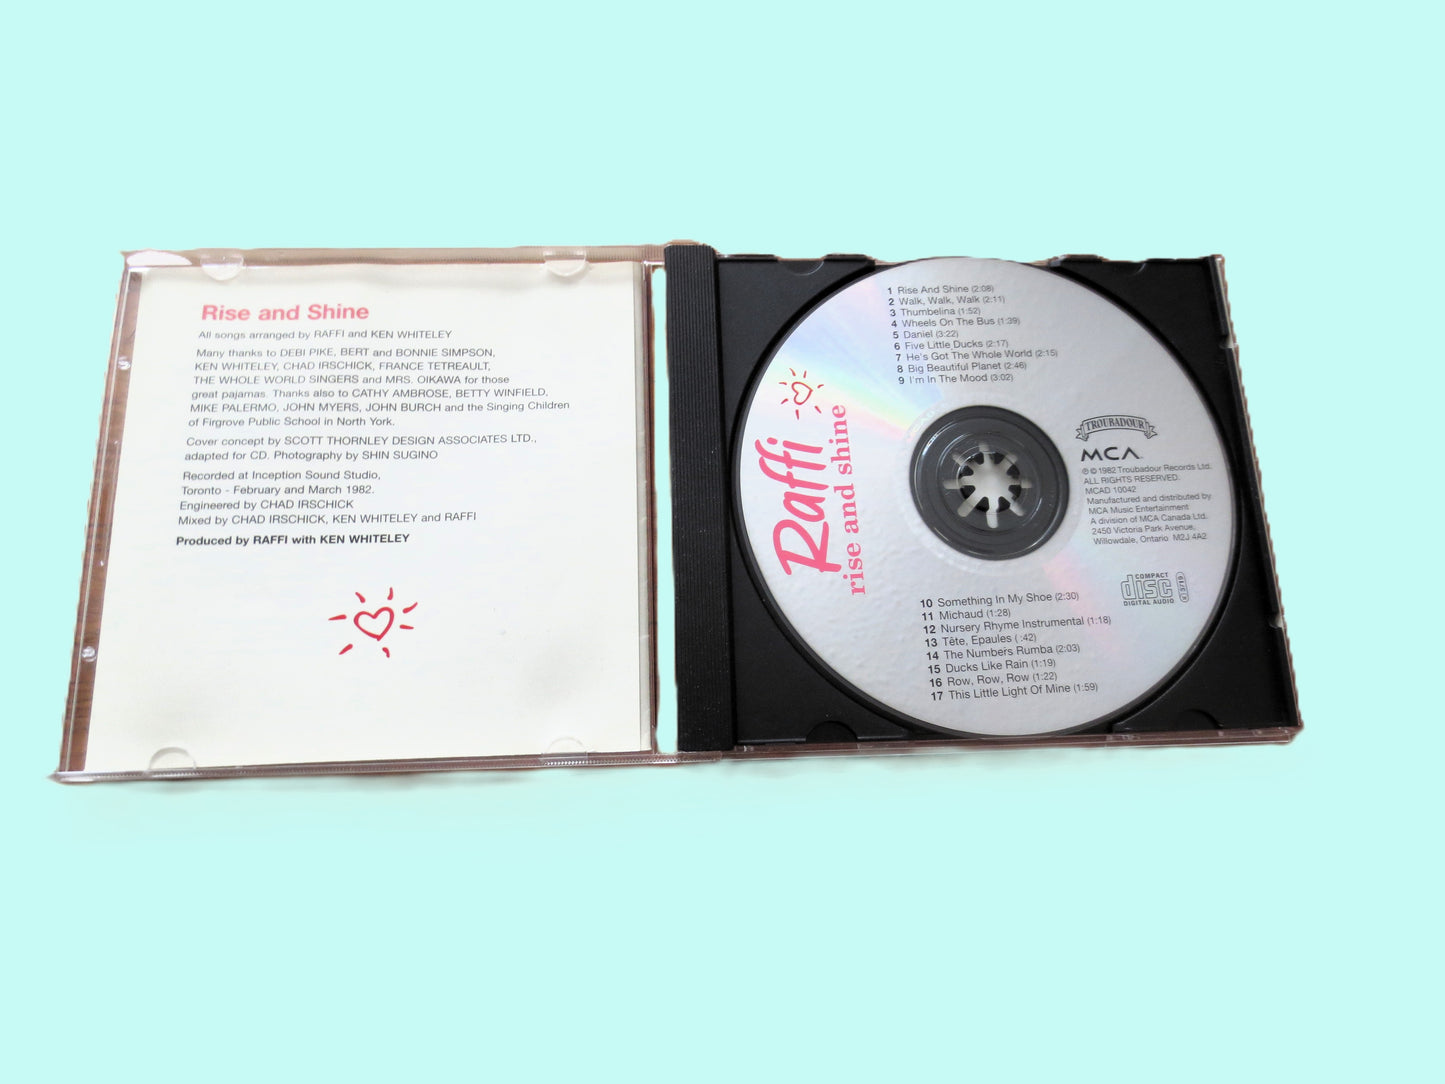 Rise and Shine
All songs arranged by RAFFI and KEN WHITELEY
Many thanks to DEBI PIKE, BERT and BONNIE SIMPSON,
KEN WHITELEY, CHAD IRSCHICK, FRANCE TETREAULT,
THE WHOLE WORLD SINGERS and MRS. OIKAWA for those
great pajamas. Thanks also to CATHY AMBROSE, BETTY WINFIELD,
MIKE PALERMO, JOHN MYERS, JOHN BURCH and the Singing Children
of Firgrove Public School in North York.
Cover concept by SCOTT THORNLEY DESIGN ASSOCIATES LTD.,
adapted for CD. Photography by SHIN SUGINO
Recorded at Inception Sound Studio,
Toronto - February and March 1982.
Engineered by CHAD IRSCHICK
Mixed by CHAD IRSCHICK, KEN WHITELEY and RAFFI
Produced by RAFFI with KEN WHITELEY
1 Rise And Shine (2:08)
2 Walk, Walk, Walk (2:11)
3 Thumbelina (1:52)
4 Wheels On The Bus (1:39)
5 Daniel (3:22)
6 Five Little Ducks (2:17)
7 He's Got The Whole World (2:15)
8 Big Beautiful Planet (2:46)
9 I'm In The Mood (3:02)
Raffi
rise and shine
TROUBADOUR
MCA
℗ © 1982 Troubadour Records Ltd.
ALL RIGHTS RESERVED.
MCAD 10042
Manufactured and distributed by
MCA Music Entertainment
A division of MCA Canada Ltd.
2450 Victoria Park Avenue,
Willowdale, Ontario M2J 4A2
COMPACT
disc
DIGITAL AUDIO
10 Something In My Shoe (2:30)
11 Michaud (1:28)
12 Nursery Rhyme Instrumental (1:18)
13 Tête, Epaules ( :42)
14 The Numbers Rumba (2:03)
15 Ducks Like Rain (1:19)
16 Row, Row, Row (1:22)
17 This Little Light Of Mine (1:59)